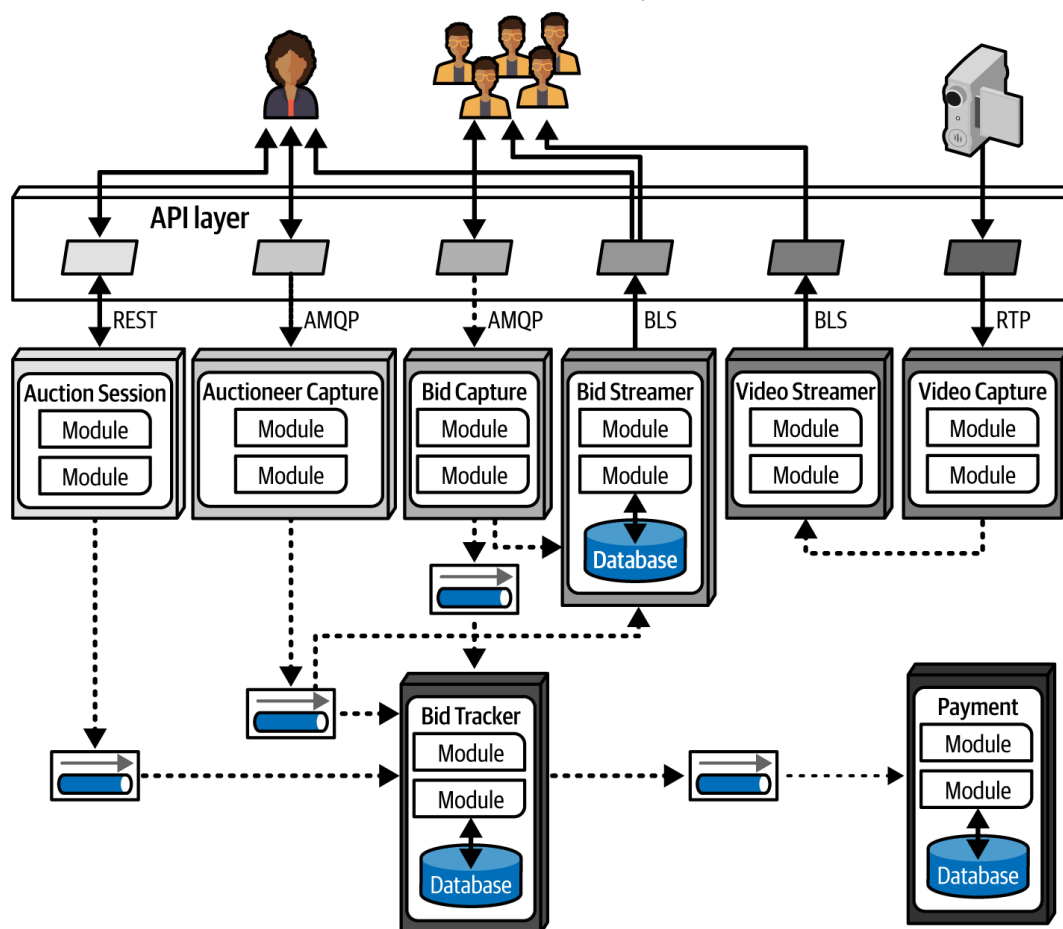 API layer
REST
AMQP
AMQP
BLS
BLS
RTP
Auction Session
Module
Module
Auctioneer Capture
Module
Module
Bid Capture
Module
Module
Bid Streamer
Module
Module
Database
Video Streamer
Module
Module
Video Capture
Module
Module
Bid Tracker
Module
Module
Database
Payment
Module
Module
Database